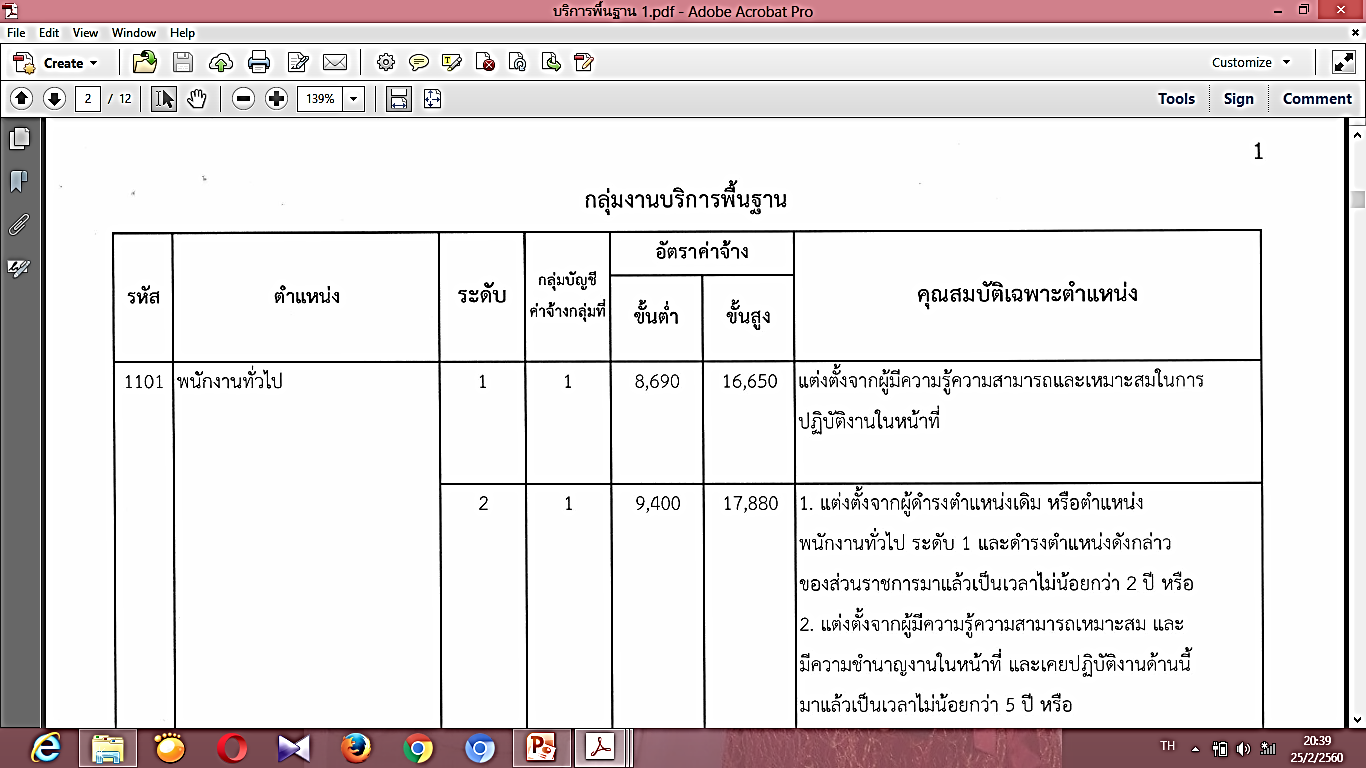 บริการพื้นฐาน 1.pdf - Adobe Acrobat Pro
File Edit View Window Help
Create
Customize
2 / 12
139%
Tools Sign Comment
1
กลุ่มงานบริการพื้นฐาน
รหัส
ตำแหน่ง
ระดับ
กลุ่มบัญชี
ค่าจ้างกลุ่มที่
อัตราค่าจ้าง
ขั้นต่ำ
ขั้นสูง
คุณสมบัติเฉพาะตำแหน่ง
1101 พนักงานทั่วไป 1 1 8,690 16,650 แต่งตั้งจากผู้มีความรู้ความสามารถและเหมาะสมในการ
ปฏิบัติงานในหน้าที่
2 1 9,400 17,880 1. แต่งตั้งจากผู้ดำรงตำแหน่งเดิม หรือตำแหน่ง
พนักงานทั่วไป ระดับ 1 และดำรงตำแหน่งดังกล่าว
ของส่วนราชการมาแล้วเป็นเวลาไม่น้อยกว่า 2 ปี หรือ
2. แต่งตั้งจากผู้มีความรู้ความสามารถเหมาะสม และ
มีความชำนาญงานในหน้าที่ และเคยปฏิบัติงานด้านนี้
มาแล้วเป็นเวลาไม่น้อยกว่า 5 ปี หรือ
TH
20:39
25/2/2560